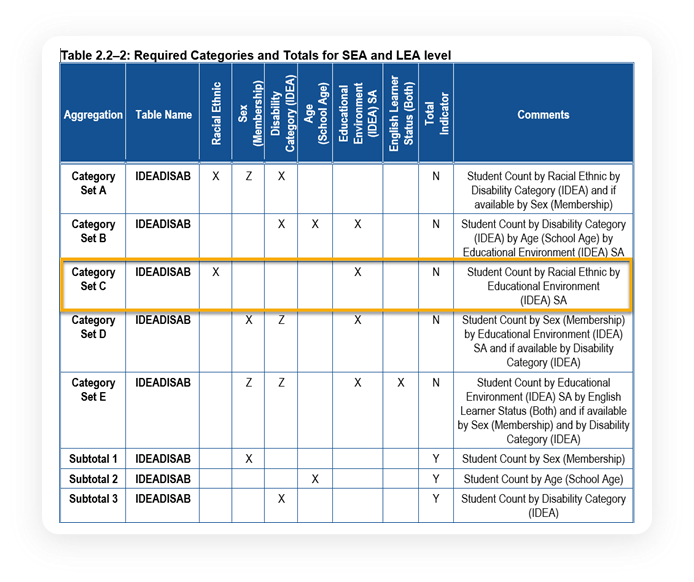 Table 2.2–2: Required Categories and Totals for SEA and LEA level
Aggregation
Table Name
Racial Ethnic
Sex
(Membership)
Disability
Category (IDEA)
Age
(School Age)
Educational
Environment
(IDEA) SA
English Learner
Status (Both)
Total
Indicator
Comments
Category
Set A
IDEADISAB
X
Z
X
N
Student Count by Racial Ethnic by
Disability Category (IDEA) and if
available by Sex (Membership)
Category
Set B
IDEADISAB
X
X
X
N
Student Count by Disability Category
(IDEA) by Age (School Age) by
Educational Environment (IDEA) SA
Category
Set C
IDEADISAB
X
X
N
Student Count by Racial Ethnic by
Educational Environment
(IDEA) SA
Category
Set D
IDEADISAB
X
Z
X
N
Student Count by Sex (Membership)
by Educational Environment (IDEA)
SA and if available by Disability
Category (IDEA)
Category
Set E
IDEADISAB
Z
Z
X
X
N
Student Count by Educational
Environment (IDEA) SA by English
Learner Status (Both) and if available
by Sex (Membership) and by Disability
Category (IDEA)
Subtotal 1
IDEADISAB
X
Y
Student Count by Sex (Membership)
Subtotal 2
IDEADISAB
X
Y
Student Count by Age (School Age)
Subtotal 3
IDEADISAB
X
Y
Student Count by Disability Category
(IDEA)